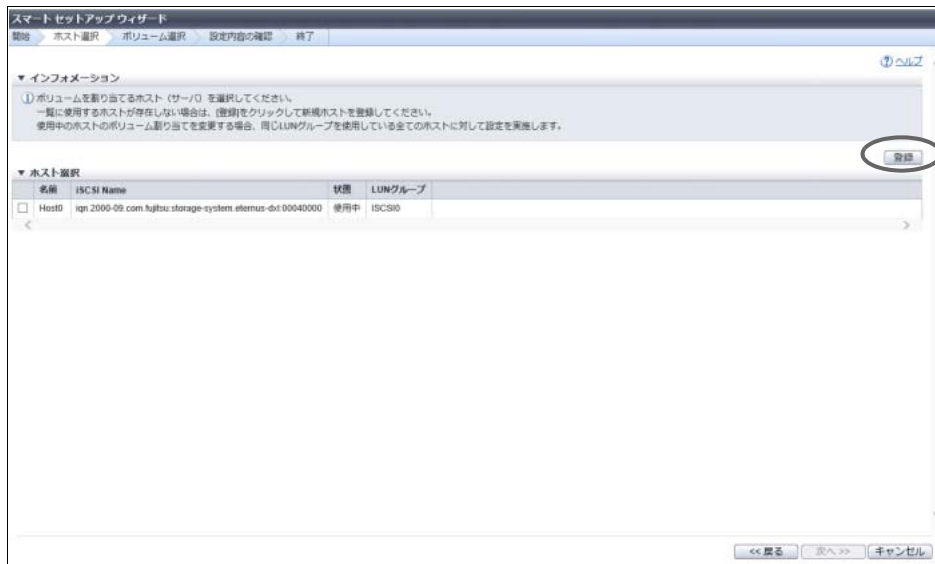 スマート セットアップ ウィザード
開始 ホスト選択 ボリューム選択 設定内容の確認 終了
ヘルプ
▼ インフォメーション
ボリュームを割り当てるホスト（サーバ）を選択してください。
一覧に使用するホストが存在しない場合は、[登録]をクリックして新規ホストを登録してください。
使用中のホストのボリューム割り当てを変更する場合、同じLUNグループを使用している全てのホストに対して設定を実施します。
登録
▼ ホスト選択
名前 iSCSI Name 状態 LUNグループ
Host0 iqn.2000-09.com.fujitsu:storage-system.eternus-dxl:00040000 使用中 ISCSI0
<< 戻る 次へ >> キャンセル